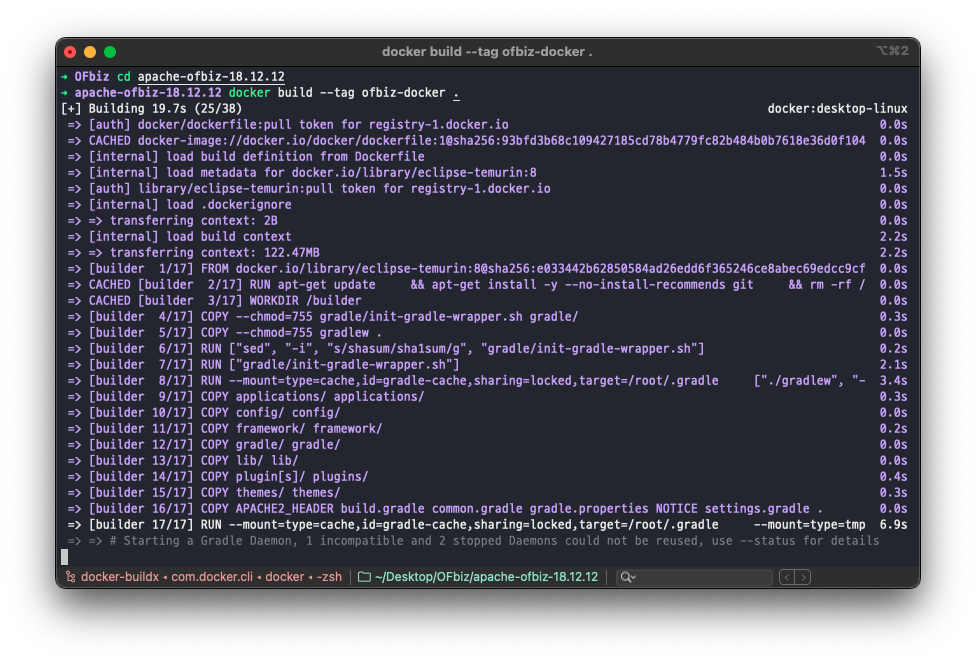 docker build --tag ofbiz-docker .
⌥⌘2
→ OFbiz cd apache-ofbiz-18.12.12
→ apache-ofbiz-18.12.12 docker build --tag ofbiz-docker .
[+] Building 19.7s (25/38) docker:desktop-linux
=> [auth] docker/dockerfile:pull token for registry-1.docker.io 0.0s
=> CACHED docker-image://docker.io/docker/dockerfile:1@sha256:93bfd3b68c109427185cd78b4779fc82b484b0b7618e36d0f104 0.0s
=> [internal] load build definition from Dockerfile 0.0s
=> [internal] load metadata for docker.io/library/eclipse-temurin:8 1.5s
=> [auth] library/eclipse-temurin:pull token for registry-1.docker.io 0.0s
=> [internal] load .dockerignore 0.0s
=> => transferring context: 2B 0.0s
=> [internal] load build context 2.2s
=> => transferring context: 122.47MB 2.2s
=> [builder 1/17] FROM docker.io/library/eclipse-temurin:8@sha256:e033442b62850584ad26edd6f365246ce8abec69edcc9cf 0.0s
=> CACHED [builder 2/17] RUN apt-get update && apt-get install -y --no-install-recommends git && rm -rf / 0.0s
=> CACHED [builder 3/17] WORKDIR /builder 0.0s
=> [builder 4/17] COPY --chmod=755 gradle/init-gradle-wrapper.sh gradle/ 0.3s
=> [builder 5/17] COPY --chmod=755 gradlew . 0.0s
=> [builder 6/17] RUN ["sed", "-i", "s/shasum/sha1sum/g", "gradle/init-gradle-wrapper.sh"] 0.2s
=> [builder 7/17] RUN ["gradle/init-gradle-wrapper.sh"] 2.1s
=> [builder 8/17] RUN --mount=type=cache,id=gradle-cache,sharing=locked,target=/root/.gradle ["./gradlew", "- 3.4s
=> [builder 9/17] COPY applications/ applications/ 0.3s
=> [builder 10/17] COPY config/ config/ 0.0s
=> [builder 11/17] COPY framework/ framework/ 0.2s
=> [builder 12/17] COPY gradle/ gradle/ 0.0s
=> [builder 13/17] COPY lib/ lib/ 0.0s
=> [builder 14/17] COPY plugin[s]/ plugins/ 0.4s
=> [builder 15/17] COPY themes/ themes/ 0.3s
=> [builder 16/17] COPY APACHE2_HEADER build.gradle common.gradle gradle.properties NOTICE settings.gradle . 0.0s
=> [builder 17/17] RUN --mount=type=cache,id=gradle-cache,sharing=locked,target=/root/.gradle --mount=type=tmp 6.9s
=> => # Starting a Gradle Daemon, 1 incompatible and 2 stopped Daemons could not be reused, use --status for details
docker-buildx ◂ com.docker.cli ◂ docker ◂ -zsh ~/Desktop/OFbiz/apache-ofbiz-18.12.12